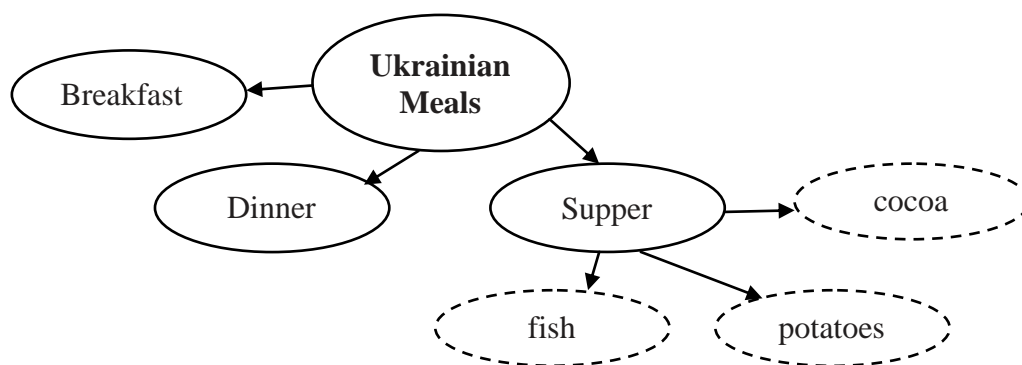 Ukrainian
Meals
Breakfast
Dinner
Supper
cocoa
fish
potatoes